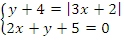 {y + 4 = |3x + 2|
2x + y + 5 = 0